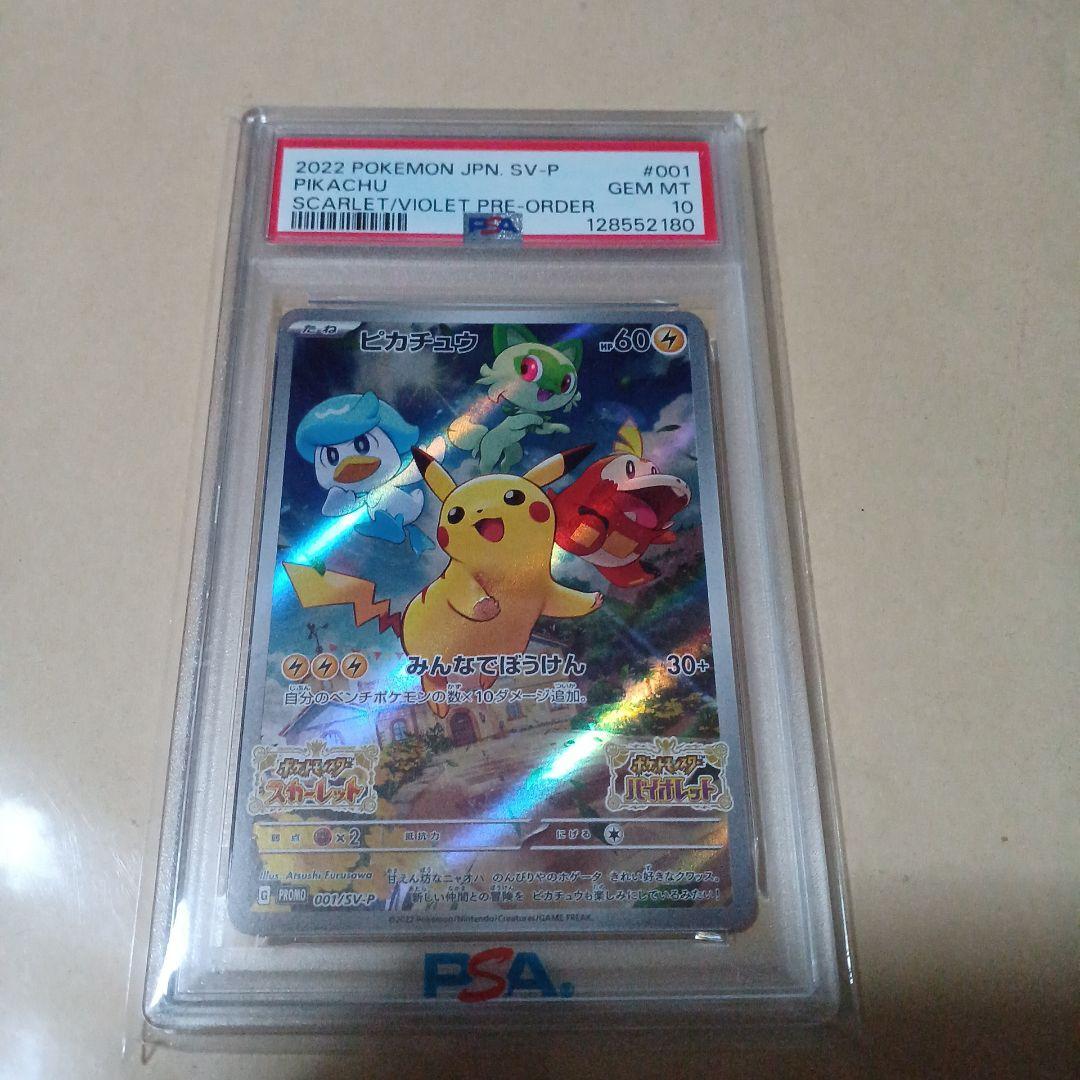 2022 POKEMON JPN. SV-P #001
PIKACHU GEM MT
SCARLET/VIOLET PRE-ORDER 10
PSA 128552180
たね ピカチュウ HP60
みんなでぼうけん 30+
自分のベンチポケモンの数×10ダメージ追加。
ポケットモンスター スカーレット
ポケットモンスター バイオレット
弱点 ×2 抵抗力 にげる
Illus. Atsushi Furusawa
甘えん坊なニャオハ のんびりやのホゲータ きれい好きなクワッス。
新しい仲間との冒険を ピカチュウも楽しみにしているみたい!
G PROMO 001/SV-P
©2022 Pokémon/Nintendo/Creatures/GAME FREAK.
PSA.